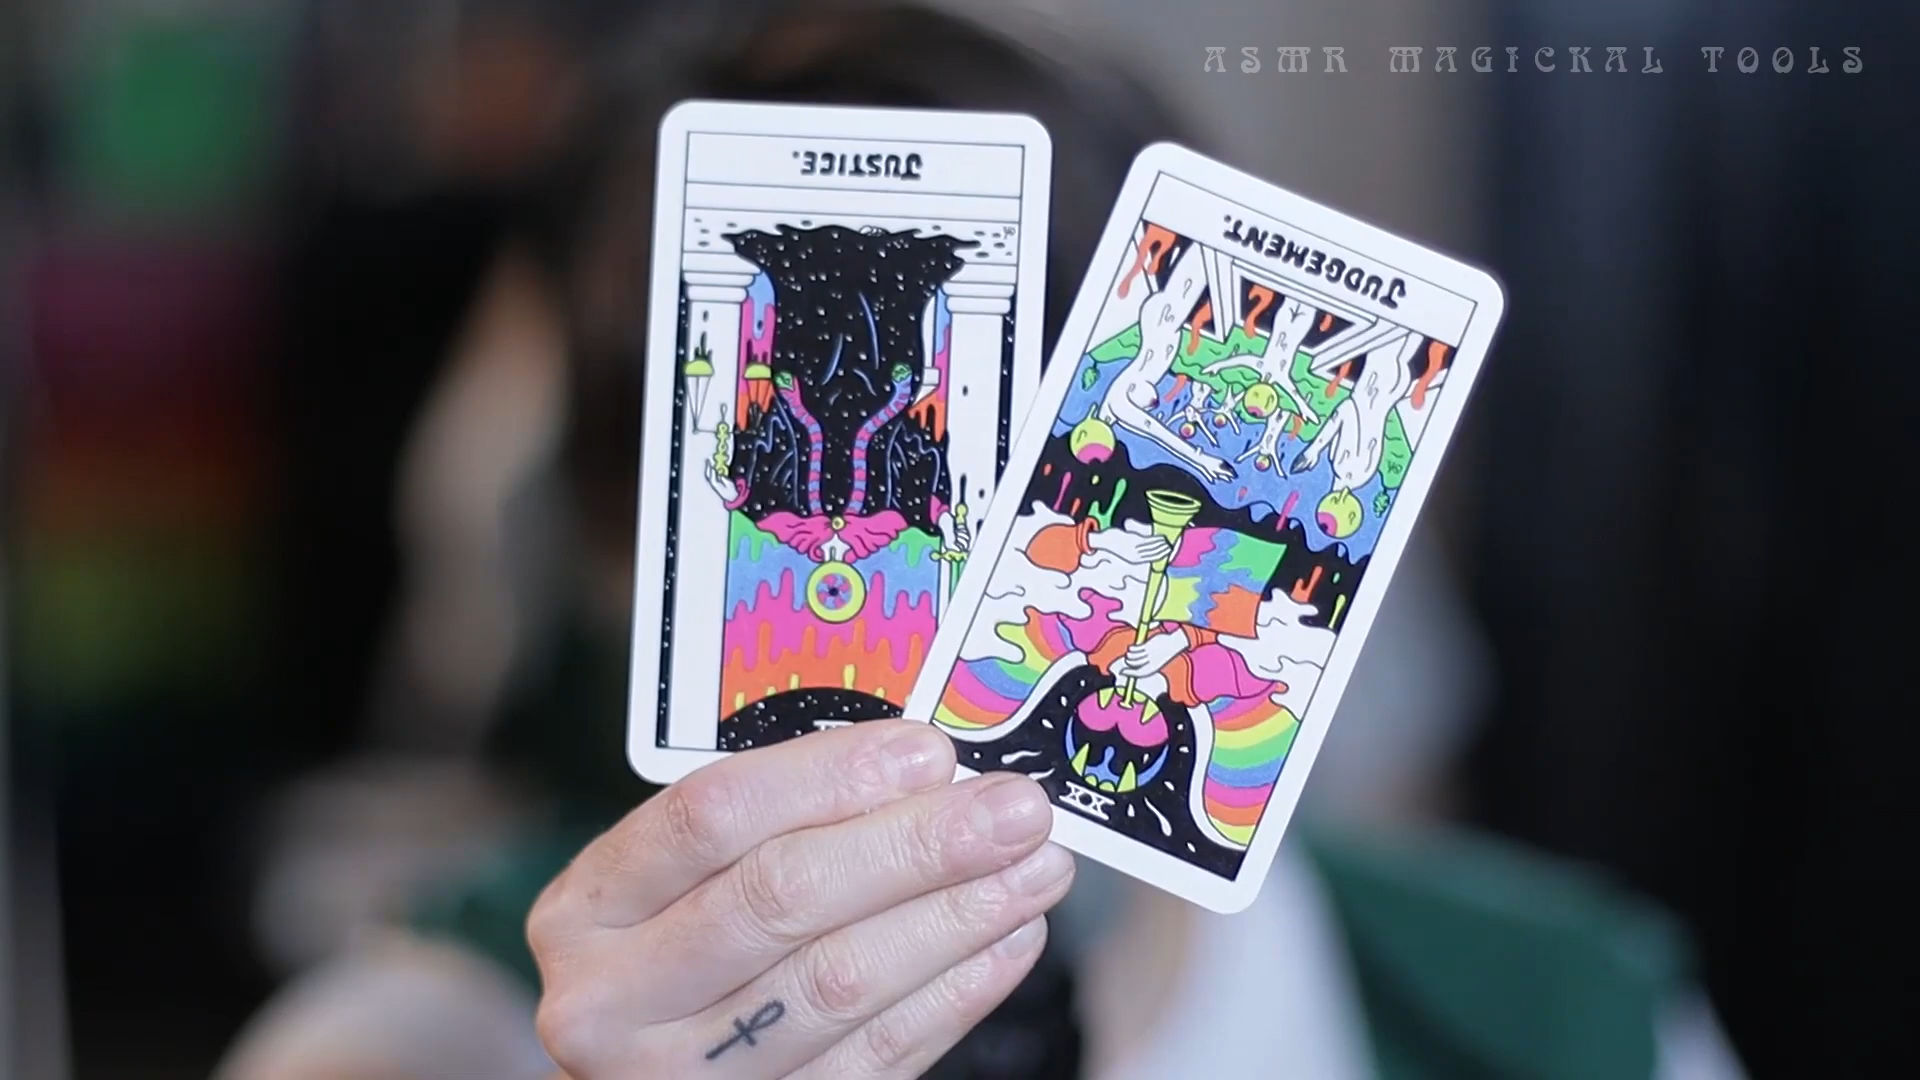 ASMR MAGICKAL TOOLS
JUSTICE.
JUDGEMENT.
XX